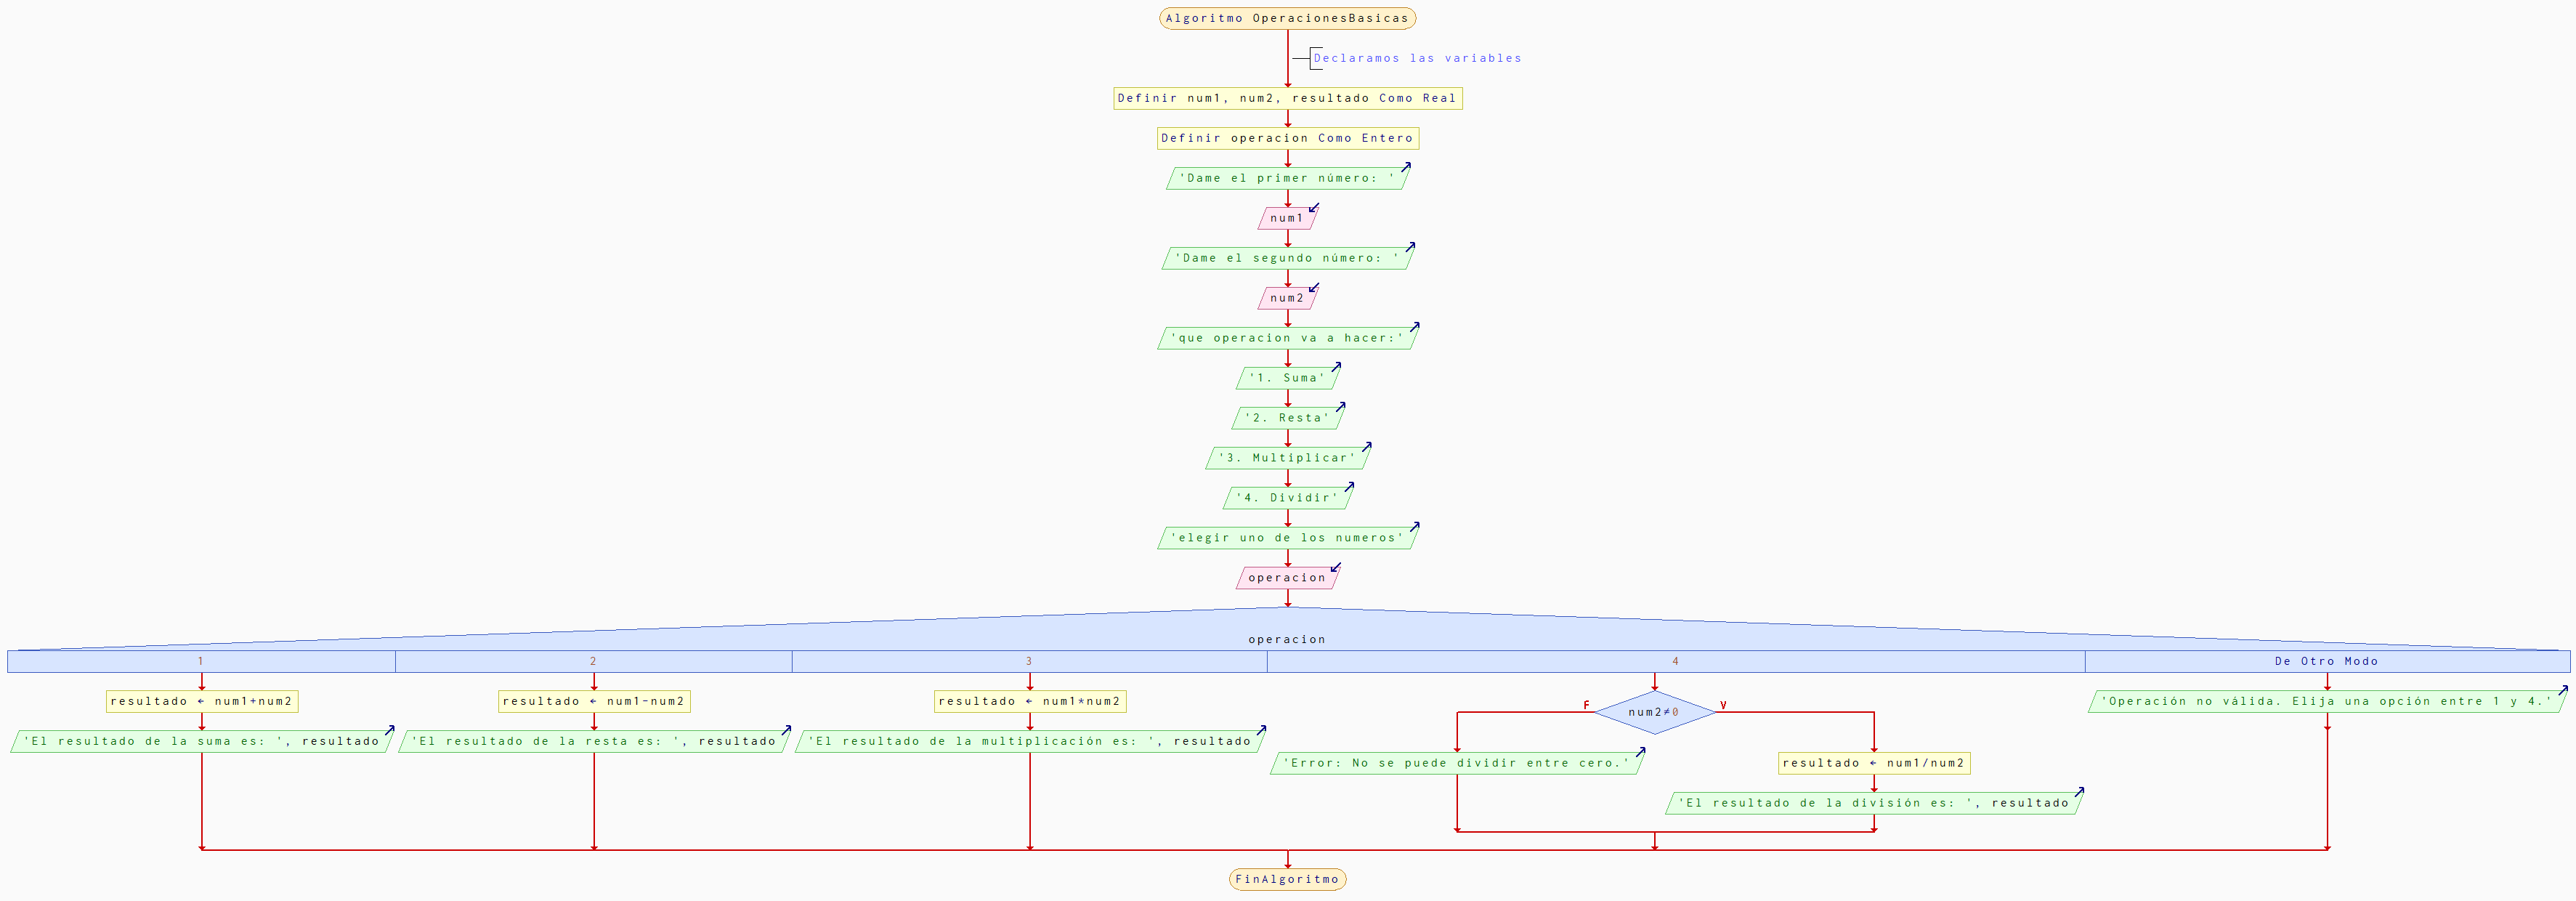 Algoritmo OperacionesBasicas
Declaramos las variables
Definir num1, num2, resultado Como Real
Definir operacion Como Entero
'Dame el primer número: '
num1
'Dame el segundo número: '
num2
'que operacion va a hacer:'
'1. Suma'
'2. Resta'
'3. Multiplicar'
'4. Dividir'
'elegir uno de los numeros'
operacion
operacion
1 2 3 4 De Otro Modo
resultado ← num1+num2
'El resultado de la suma es: ', resultado
resultado ← num1-num2
'El resultado de la resta es: ', resultado
resultado ← num1*num2
'El resultado de la multiplicación es: ', resultado
F num2≠0 V
'Error: No se puede dividir entre cero.'
resultado ← num1/num2
'El resultado de la división es: ', resultado
'Operación no válida. Elija una opción entre 1 y 4.'
FinAlgoritmo